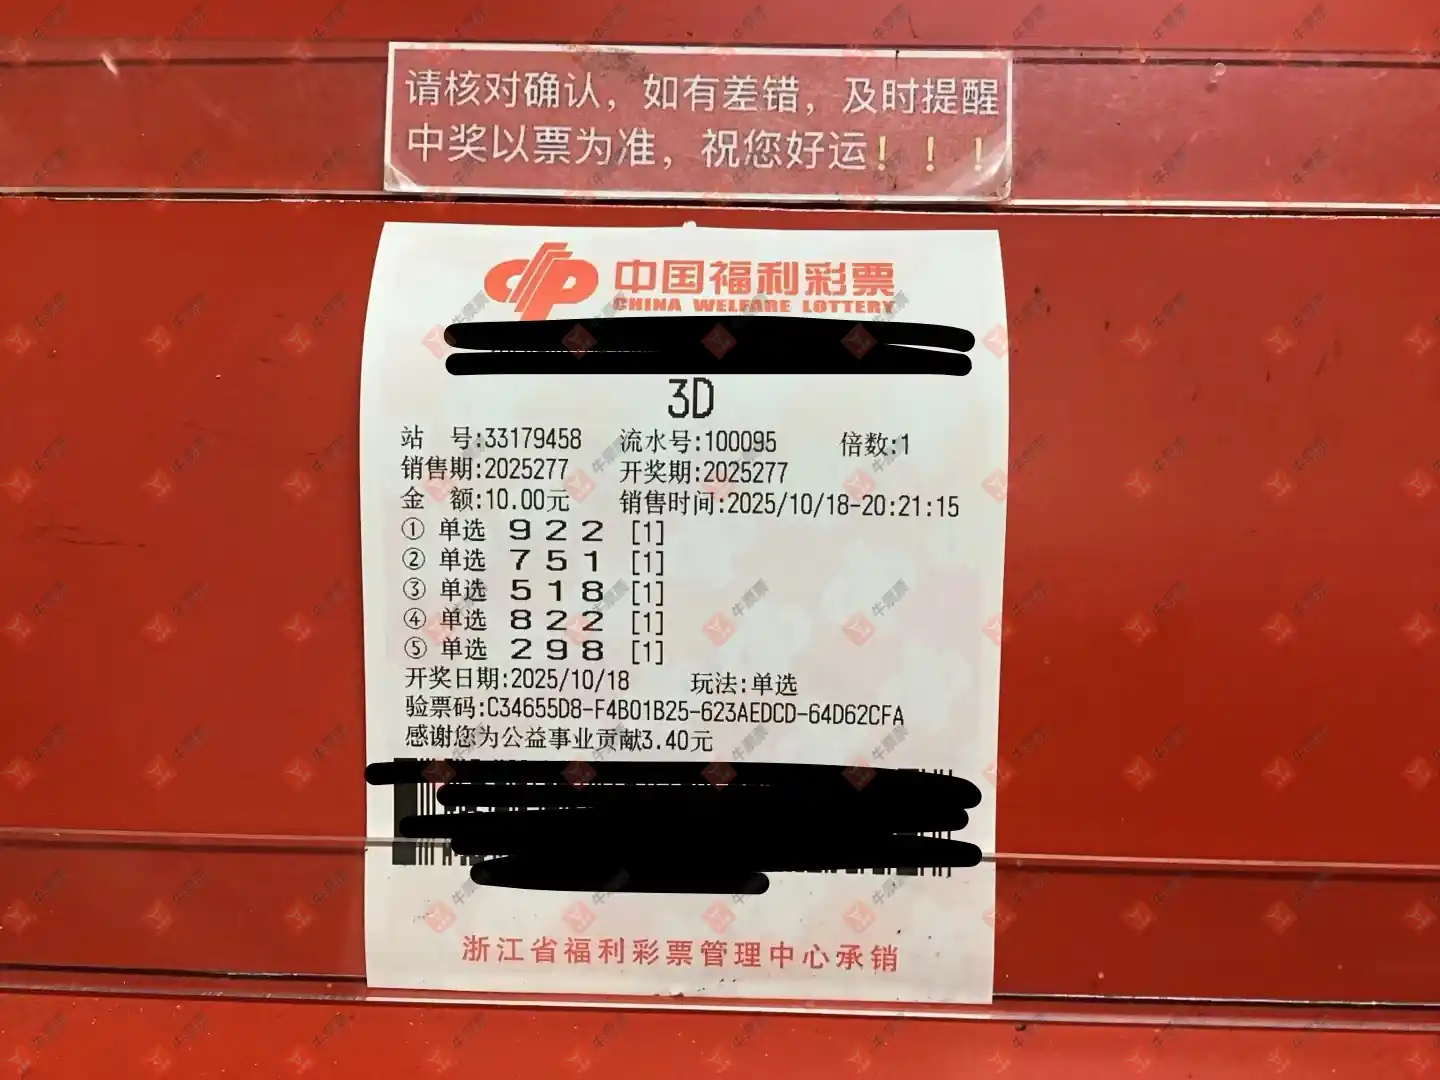 请核对确认，如有差错，及时提醒
中奖以票为准，祝您好运！！！
中国福利彩票
CHINA WELFARE LOTTERY
3D
站 号:33179458 流水号:100095 倍数:1
销售期:2025277 开奖期:2025277
金 额:10.00元 销售时间:2025/10/18-20:21:15
① 单选 9 2 2 [1]
② 单选 7 5 1 [1]
③ 单选 5 1 8 [1]
④ 单选 8 2 2 [1]
⑤ 单选 2 9 8 [1]
开奖日期:2025/10/18 玩法:单选
验票码:C34655D8-F4B01B25-623AEDCD-64D62CFA
感谢您为公益事业贡献3.40元
浙江省福利彩票管理中心承销
牛票票